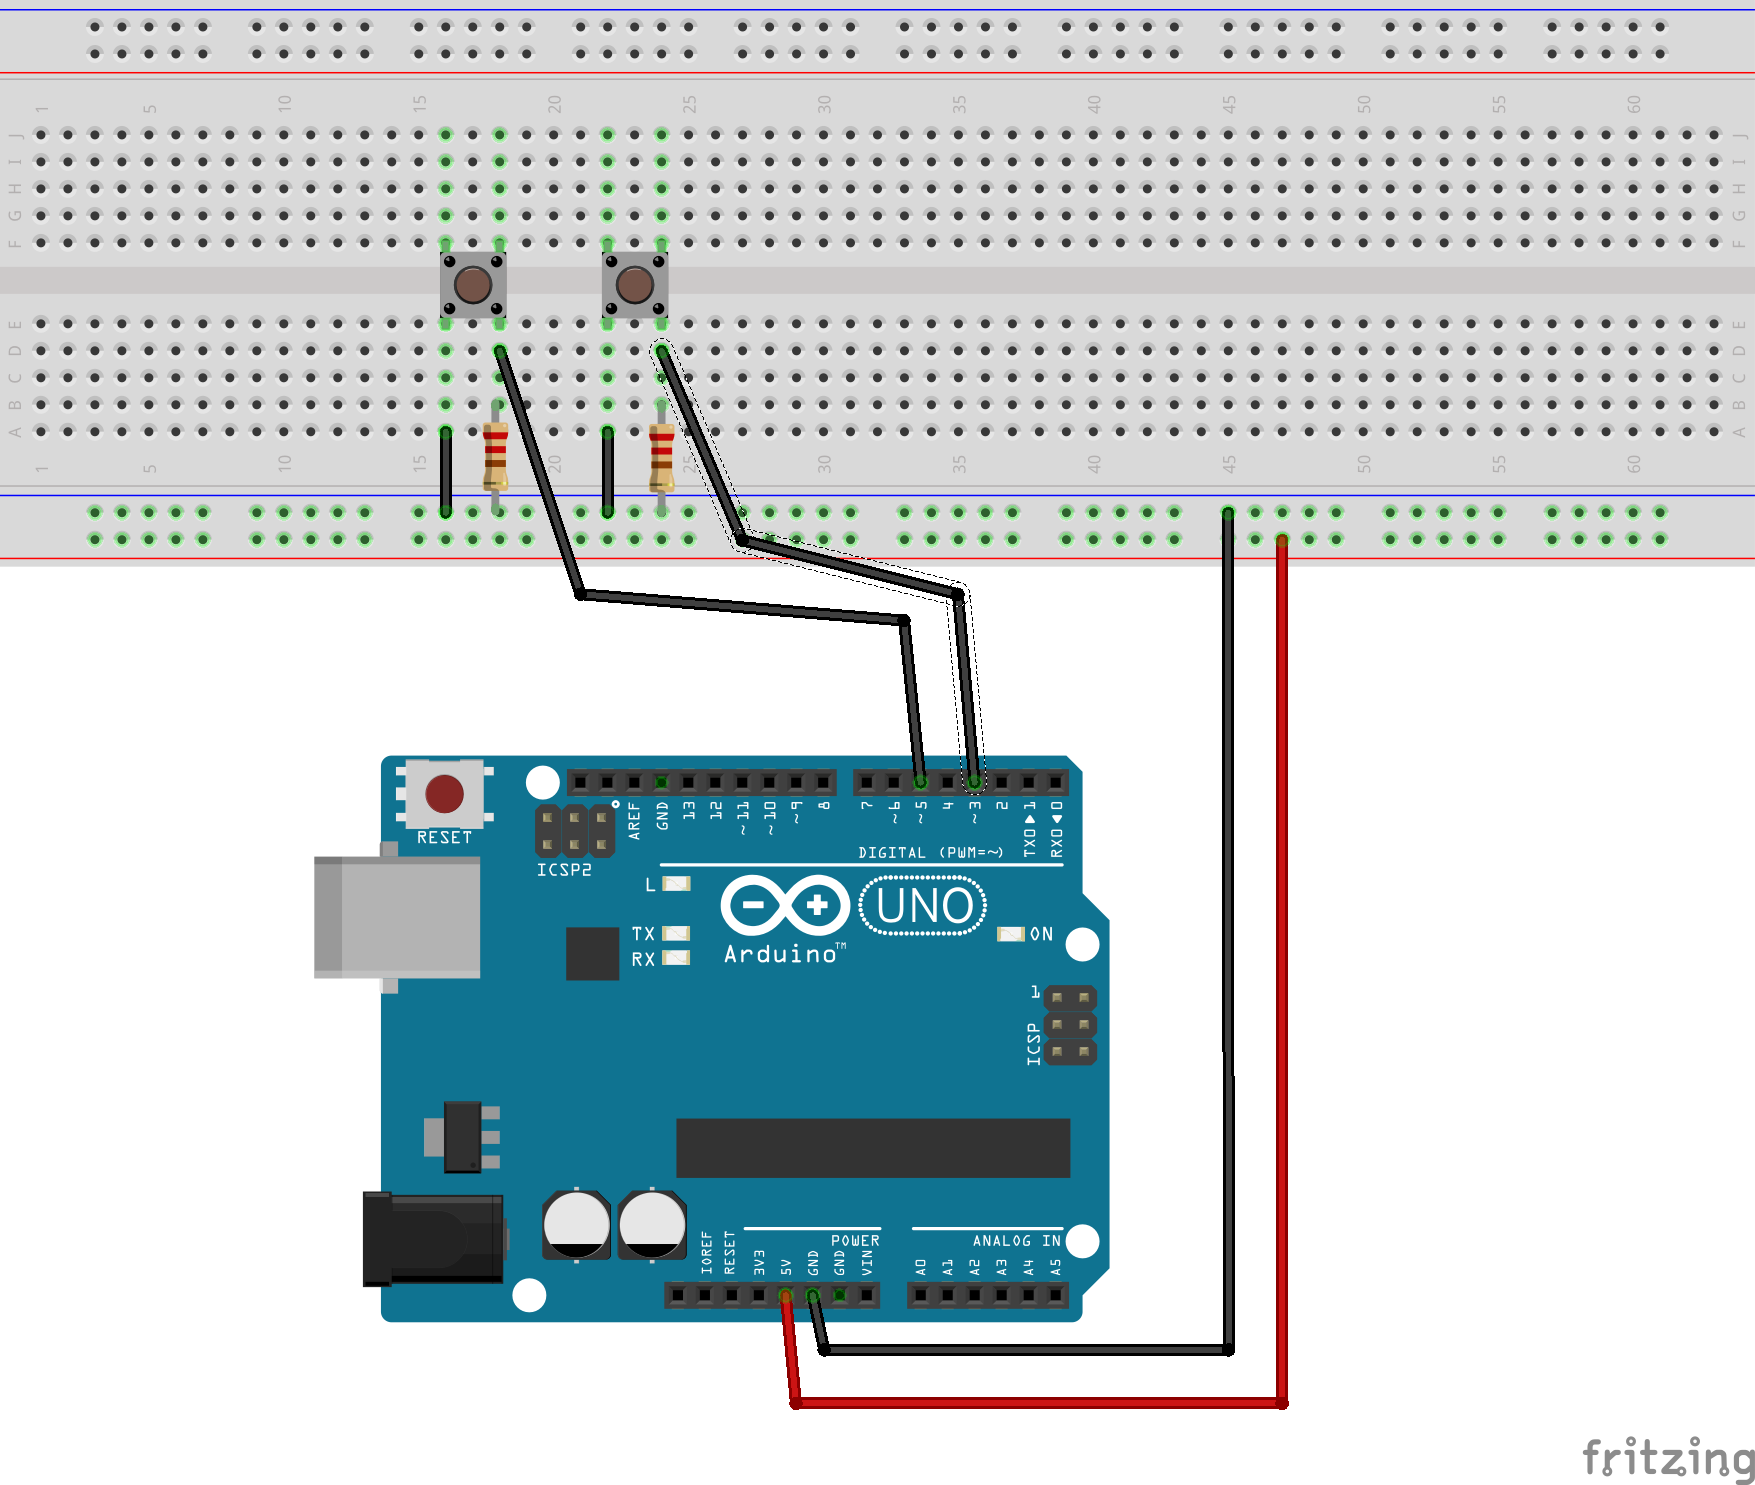 1 5 10 15 20 25 30 35 40 45 50 55 60
J J
I I
H H
G G
F F
E E
D D
C C
B B
A A
1 5 10 15 20 25 30 35 40 45 50 55 60
RESET
AREF GND 13 12 ~11 ~10 ~9 8 7 ~6 ~5 4 ~3 2 TX0▶1 RX0◀0
DIGITAL (PWM=~)
ICSP2
L
TX
RX
UNO
ON
Arduino™
1
ICSP
POWER
ANALOG IN
IOREF RESET 3V3 5V GND GND VIN A0 A1 A2 A3 A4 A5
fritzing